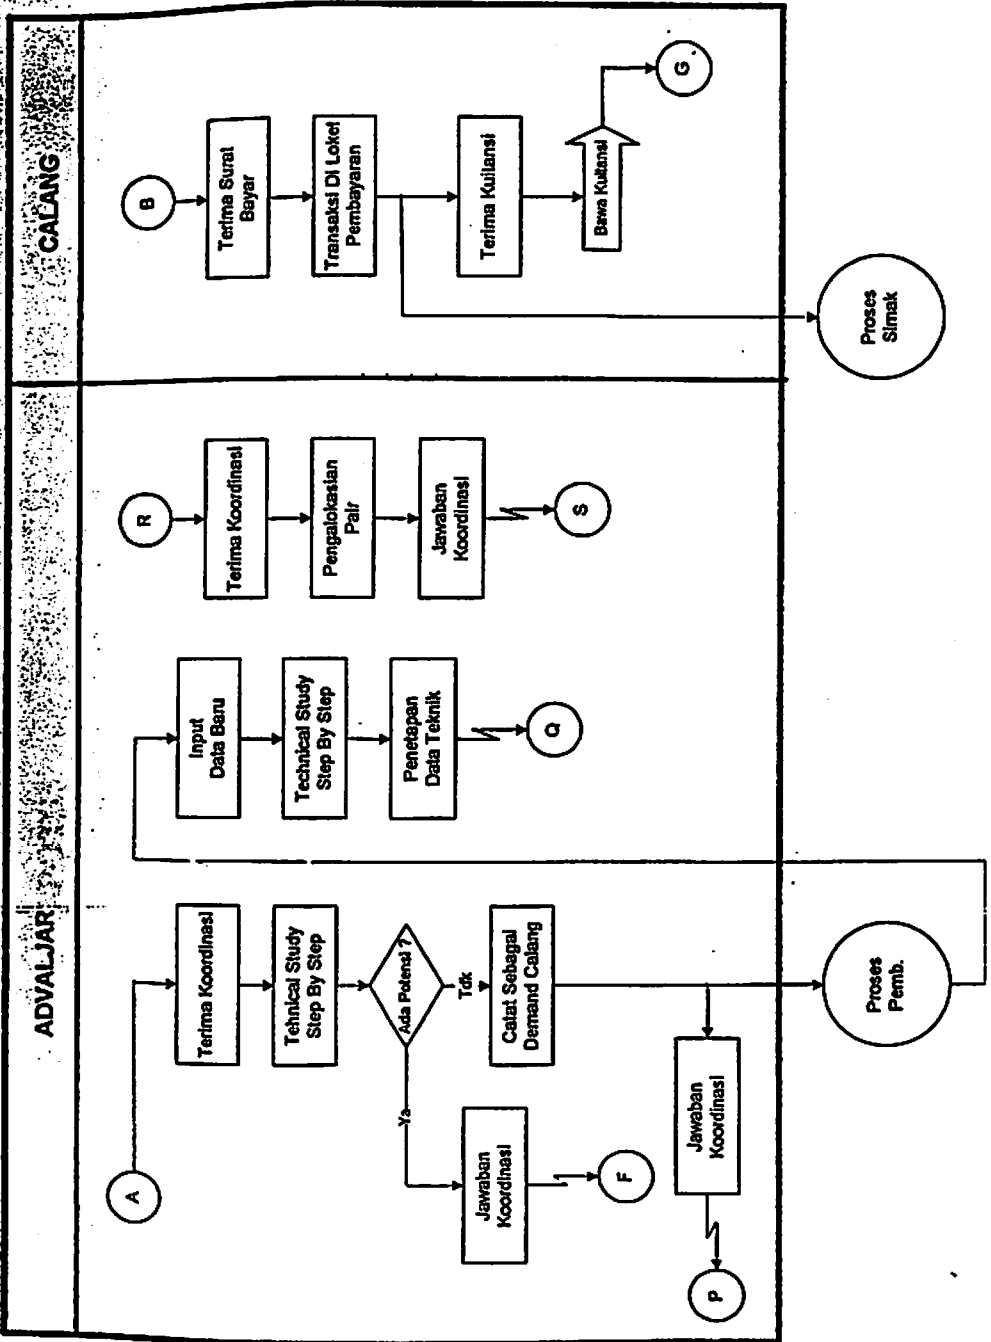 ADVALJAR
CALANG
A
Terima Koordinasi
Tehnical Study
Step By Step
Ada Potensi ?
Ya
Tdk
Jawaban
Koordinasi
F
Catat Sebagai
Demand Calang
Jawaban
Koordinasi
P
Proses
Pemb.
Input
Data Baru
Technical Study
Step By Step
Penetapan
Data Teknik
Q
R
Terima Koordinasi
Pengalokasian
Pair
Jawaban
Koordinasi
S
B
Terima Surat
Bayar
Transaksi Di Loket
Pembayaran
Terima Kuitansi
Bawa Kuitansi
G
Proses
Simak